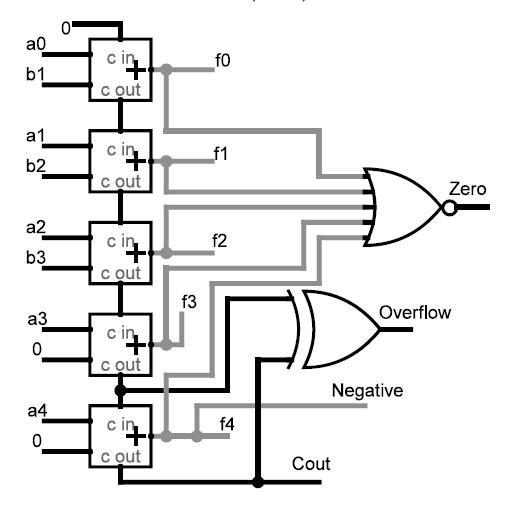 0
a0
c in
f0
b1
c out
a1
c in
f1
b2
c out
Zero
a2
c in
f2
b3
c out
f3
a3
c in
Overflow
0
c out
Negative
a4
c in
f4
0
c out
Cout